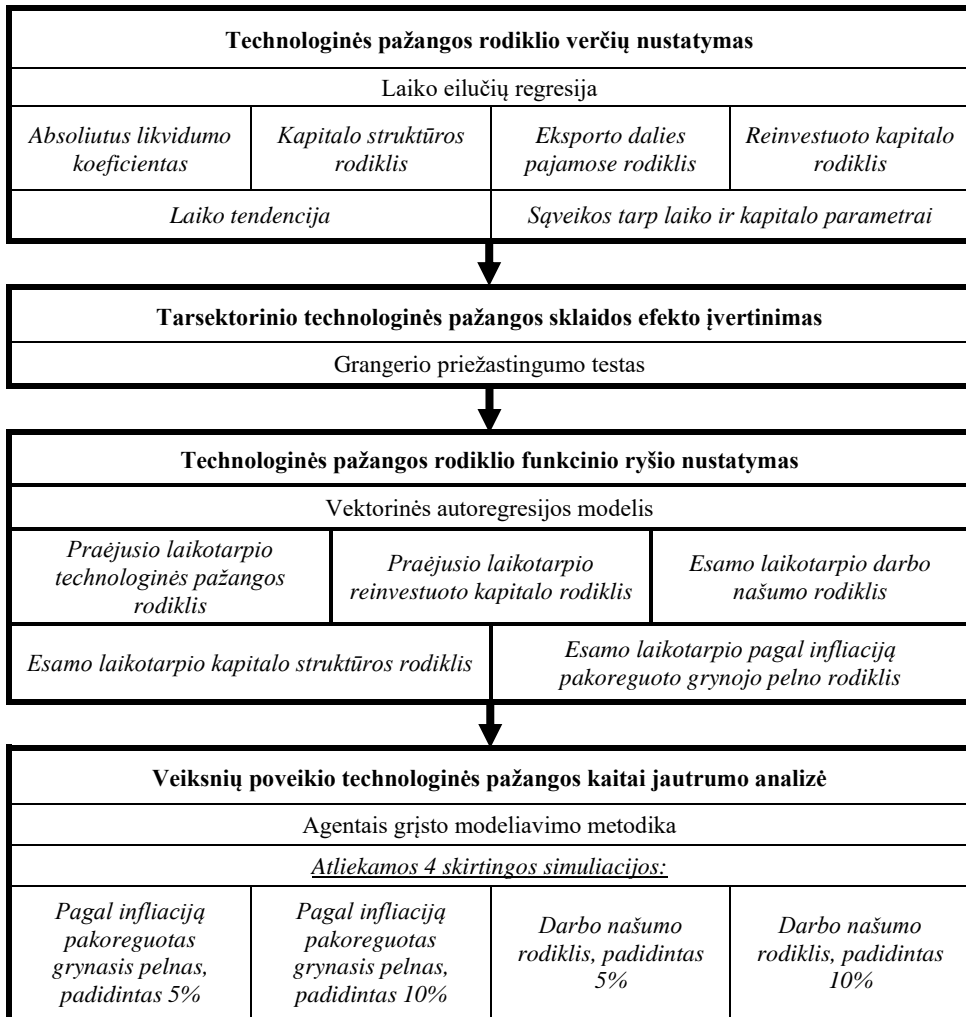 Technologinės pažangos rodiklio verčių nustatymas
Laiko eilučių regresija
Absoliutus likvidumo
koeficientas
Kapitalo struktūros
rodiklis
Eksporto dalies
pajamose rodiklis
Reinvestuoto kapitalo
rodiklis
Laiko tendencija
Sąveikos tarp laiko ir kapitalo parametrai
Tarsektorinio technologinės pažangos sklaidos efekto įvertinimas
Grangerio priežastingumo testas
Technologinės pažangos rodiklio funkcinio ryšio nustatymas
Vektorinės autoregresijos modelis
Praėjusio laikotarpio
technologinės pažangos
rodiklis
Praėjusio laikotarpio
reinvestuoto kapitalo rodiklis
Esamo laikotarpio darbo
našumo rodiklis
Esamo laikotarpio kapitalo struktūros rodiklis
Esamo laikotarpio pagal infliaciją
pakoreguoto grynojo pelno rodiklis
Veiksnių poveikio technologinės pažangos kaitai jautrumo analizė
Agentais grįsto modeliavimo metodika
Atliekamos 4 skirtingos simuliacijos:
Pagal infliaciją
pakoreguotas
grynasis pelnas,
padidintas 5%
Pagal infliaciją
pakoreguotas
grynasis pelnas,
padidintas 10%
Darbo našumo
rodiklis, padidintas
5%
Darbo našumo
rodiklis, padidintas
10%